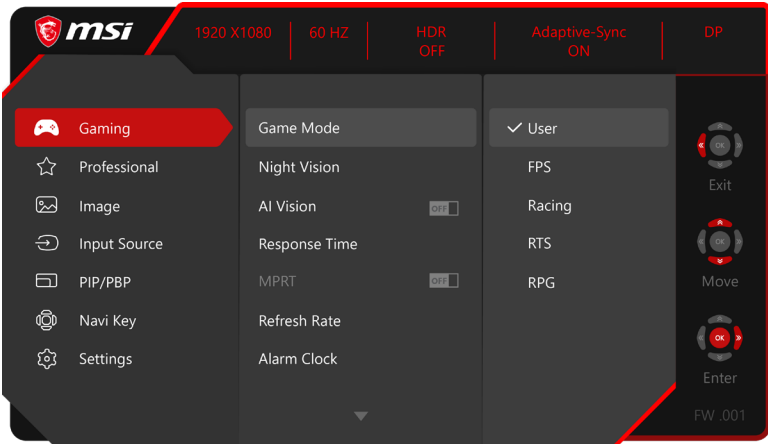 msi
1920 X1080
60 HZ
HDR
OFF
Adaptive-Sync
ON
DP
Gaming
Professional
Image
Input Source
PIP/PBP
Navi Key
Settings
Game Mode
Night Vision
AI Vision
OFF
Response Time
MPRT
OFF
Refresh Rate
Alarm Clock
User
FPS
Racing
RTS
RPG
OK
Exit
OK
Move
OK
Enter
FW .001